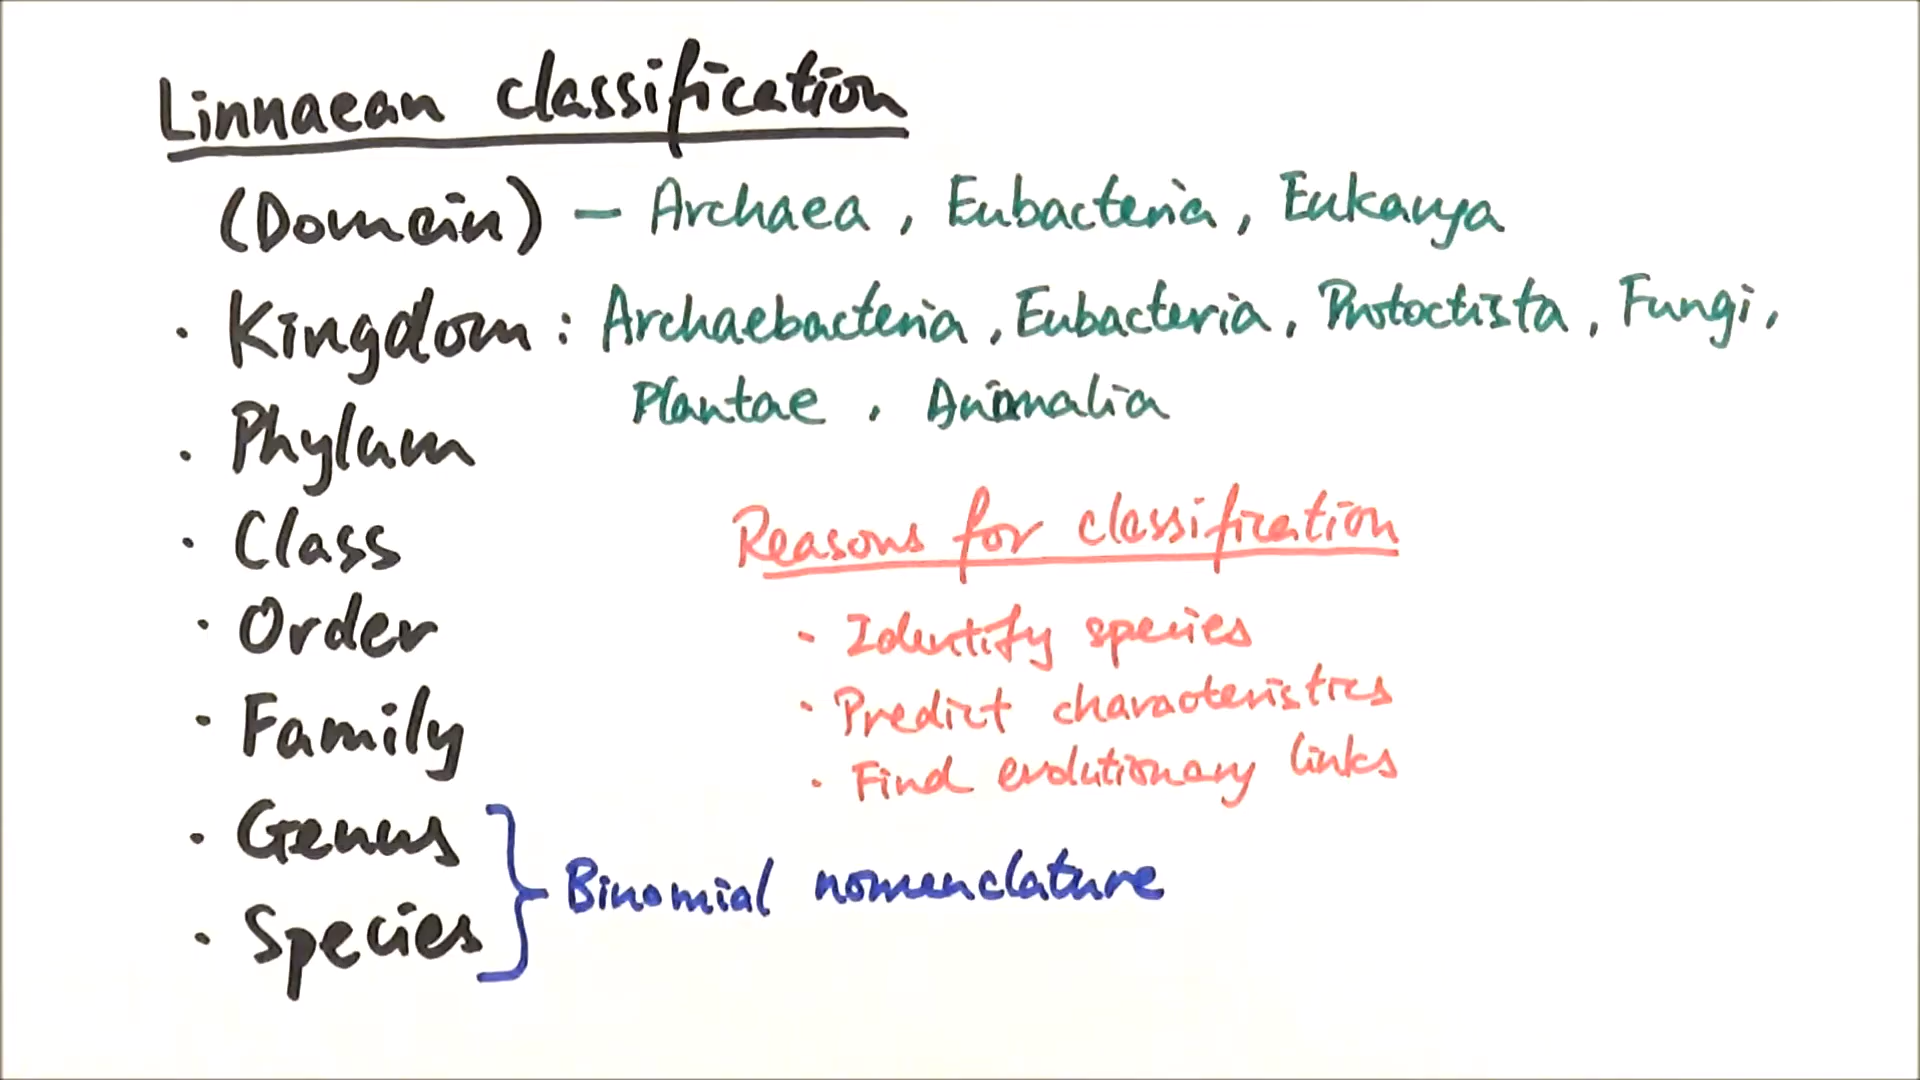 Linnaean classification
(Domain) – Archaea, Eubacteria, Eukarya
· Kingdom: Archaebacteria, Eubacteria, Protoctista, Fungi,
Plantae, Animalia
· Phylum
· Class
· Order
· Family
· Genus
· Species
Binomial nomenclature
Reasons for classification
· Identify species
· Predict characteristics
· Find evolutionary links